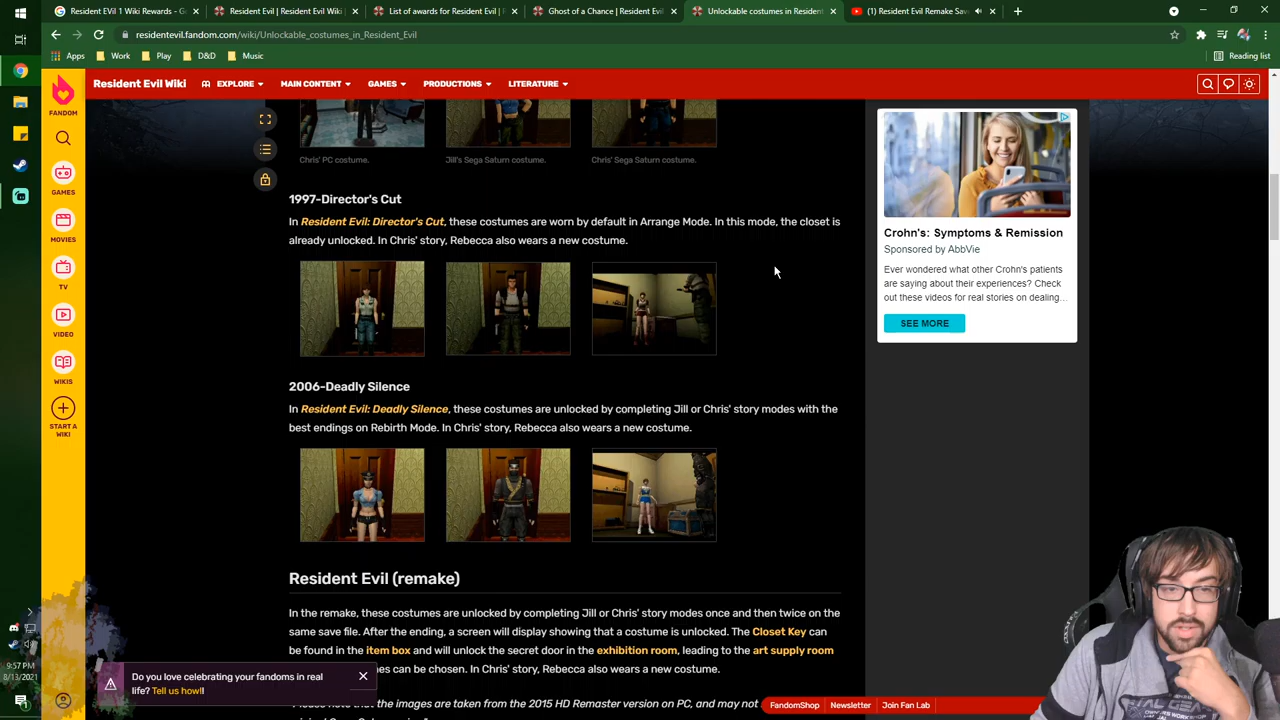 Resident Evil 1 Wiki Rewards - G
Resident Evil | Resident Evil Wiki |
List of awards for Resident Evil |
Ghost of a Chance | Resident Evil
Unlockable costumes in Resident
Resident Evil Remake Save
residentevil.fandom.com/wiki/Unlockable_costumes_in_Resident_Evil
Apps Work Play D&D Music Reading list
Resident Evil Wiki EXPLORE MAIN CONTENT GAMES PRODUCTIONS LITERATURE
FANDOM
GAMES
MOVIES
TV
VIDEO
WIKIS
START A
WIKI
Chris' PC costume. Jill's Sega Saturn costume. Chris' Sega Saturn costume.
1997-Director's Cut
In Resident Evil: Director's Cut, these costumes are worn by default in Arrange Mode. In this mode, the closet is
already unlocked. In Chris' story, Rebecca also wears a new costume.
2006-Deadly Silence
In Resident Evil: Deadly Silence, these costumes are unlocked by completing Jill or Chris' story modes with the
best endings on Rebirth Mode. In Chris' story, Rebecca also wears a new costume.
Resident Evil (remake)
In the remake, these costumes are unlocked by completing Jill or Chris' story modes once and then twice on the
same save file. After the ending, a screen will display showing that a costume is unlocked. The Closet Key can
be found in the item box and will unlock the secret door in the exhibition room, leading to the art supply room
es can be chosen. In Chris' story, Rebecca also wears a new costume.
the images are taken from the 2015 HD Remaster version on PC, and may not
Crohn's: Symptoms & Remission
Sponsored by AbbVie
Ever wondered what other Crohn's patients
are saying about their experiences? Check
out these videos for real stories on dealing...
SEE MORE
Do you love celebrating your fandoms in real
life? Tell us how!!
FandomShop Newsletter Join Fan Lab
9:57 PM
8/13/2021